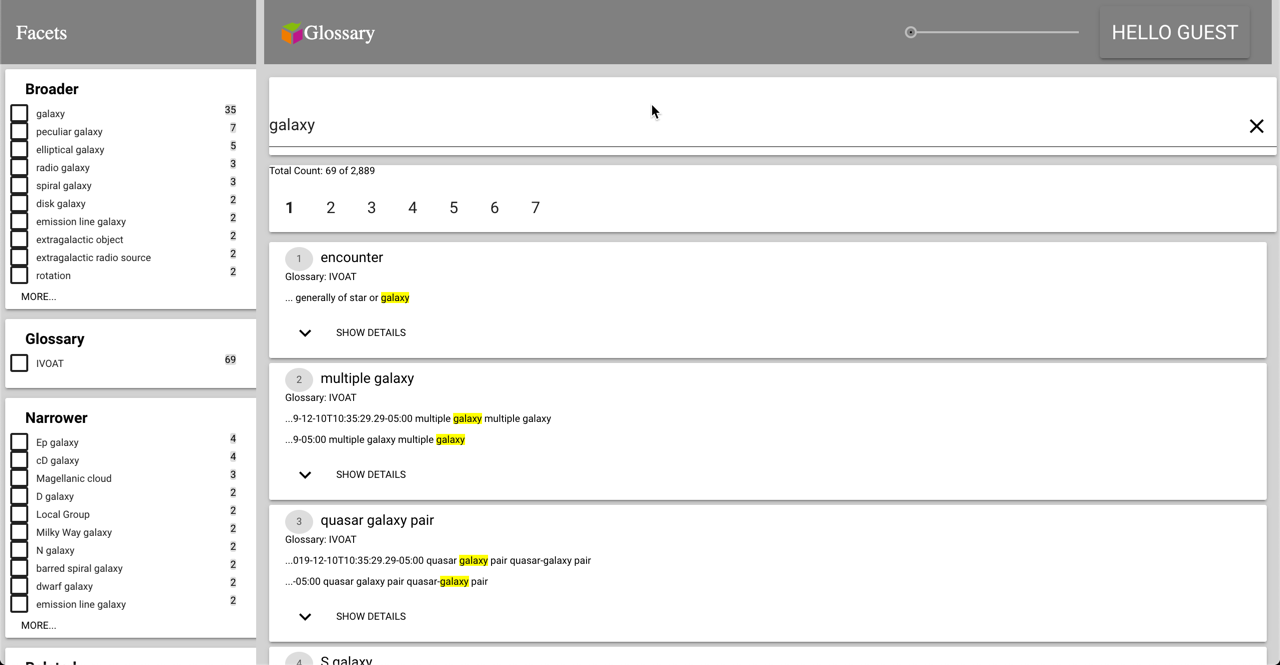 Facets
Glossary
HELLO GUEST
Broader
galaxy 35
peculiar galaxy 7
elliptical galaxy 5
radio galaxy 3
spiral galaxy 3
disk galaxy 2
emission line galaxy 2
extragalactic object 2
extragalactic radio source 2
rotation 2
MORE...
Glossary
IVOAT 69
Narrower
Ep galaxy 4
cD galaxy 4
Magellanic cloud 3
D galaxy 2
Local Group 2
Milky Way galaxy 2
N galaxy 2
barred spiral galaxy 2
dwarf galaxy 2
emission line galaxy 2
MORE...
galaxy
Total Count: 69 of 2,889
1 2 3 4 5 6 7
1 encounter
Glossary: IVOAT
... generally of star or galaxy
SHOW DETAILS
2 multiple galaxy
Glossary: IVOAT
...9-12-10T10:35:29.29-05:00 multiple galaxy multiple galaxy
...9-05:00 multiple galaxy multiple galaxy
SHOW DETAILS
3 quasar galaxy pair
Glossary: IVOAT
...019-12-10T10:35:29.29-05:00 quasar galaxy pair quasar-galaxy pair
...-05:00 quasar galaxy pair quasar-galaxy pair
SHOW DETAILS
4 S galaxy